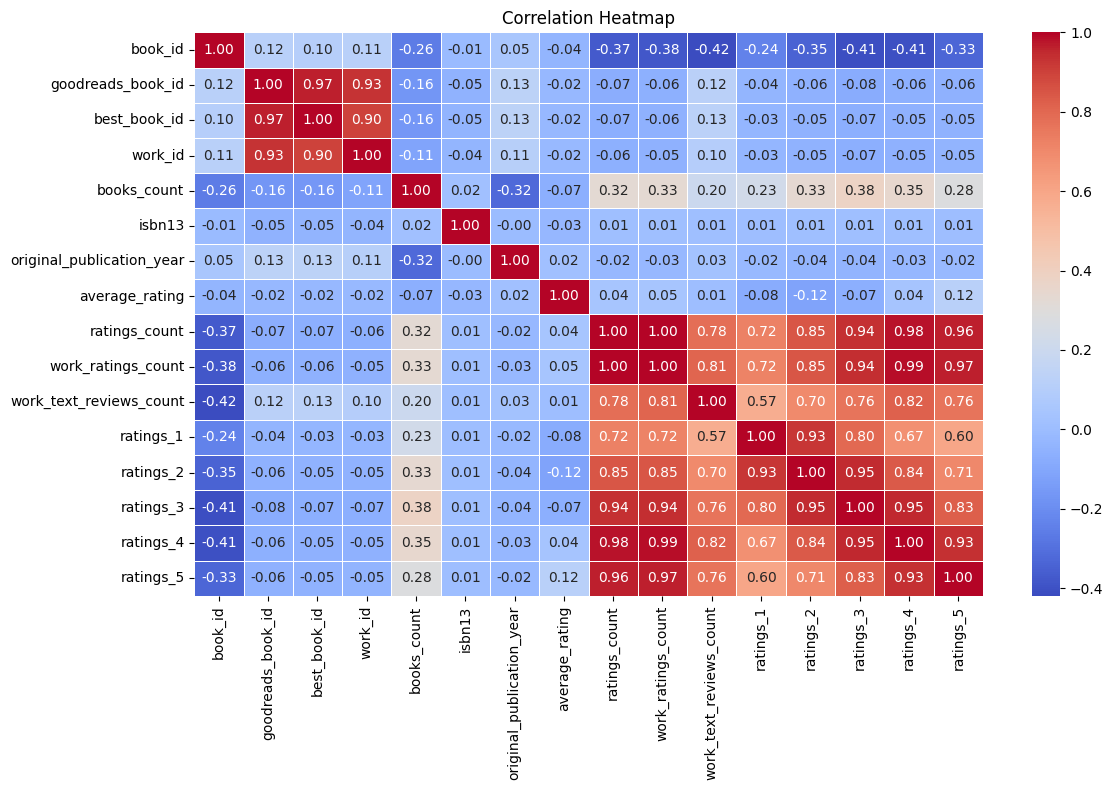 Correlation Heatmap
book_id 1.00 0.12 0.10 0.11 -0.26 -0.01 0.05 -0.04 -0.37 -0.38 -0.42 -0.24 -0.35 -0.41 -0.41 -0.33
goodreads_book_id 0.12 1.00 0.97 0.93 -0.16 -0.05 0.13 -0.02 -0.07 -0.06 0.12 -0.04 -0.06 -0.08 -0.06 -0.06
best_book_id 0.10 0.97 1.00 0.90 -0.16 -0.05 0.13 -0.02 -0.07 -0.06 0.13 -0.03 -0.05 -0.07 -0.05 -0.05
work_id 0.11 0.93 0.90 1.00 -0.11 -0.04 0.11 -0.02 -0.06 -0.05 0.10 -0.03 -0.05 -0.07 -0.05 -0.05
books_count -0.26 -0.16 -0.16 -0.11 1.00 0.02 -0.32 -0.07 0.32 0.33 0.20 0.23 0.33 0.38 0.35 0.28
isbn13 -0.01 -0.05 -0.05 -0.04 0.02 1.00 -0.00 -0.03 0.01 0.01 0.01 0.01 0.01 0.01 0.01 0.01
original_publication_year 0.05 0.13 0.13 0.11 -0.32 -0.00 1.00 0.02 -0.02 -0.03 0.03 -0.02 -0.04 -0.04 -0.03 -0.02
average_rating -0.04 -0.02 -0.02 -0.02 -0.07 -0.03 0.02 1.00 0.04 0.05 0.01 -0.08 -0.12 -0.07 0.04 0.12
ratings_count -0.37 -0.07 -0.07 -0.06 0.32 0.01 -0.02 0.04 1.00 1.00 0.78 0.72 0.85 0.94 0.98 0.96
work_ratings_count -0.38 -0.06 -0.06 -0.05 0.33 0.01 -0.03 0.05 1.00 1.00 0.81 0.72 0.85 0.94 0.99 0.97
work_text_reviews_count -0.42 0.12 0.13 0.10 0.20 0.01 0.03 0.01 0.78 0.81 1.00 0.57 0.70 0.76 0.82 0.76
ratings_1 -0.24 -0.04 -0.03 -0.03 0.23 0.01 -0.02 -0.08 0.72 0.72 0.57 1.00 0.93 0.80 0.67 0.60
ratings_2 -0.35 -0.06 -0.05 -0.05 0.33 0.01 -0.04 -0.12 0.85 0.85 0.70 0.93 1.00 0.95 0.84 0.71
ratings_3 -0.41 -0.08 -0.07 -0.07 0.38 0.01 -0.04 -0.07 0.94 0.94 0.76 0.80 0.95 1.00 0.95 0.83
ratings_4 -0.41 -0.06 -0.05 -0.05 0.35 0.01 -0.03 0.04 0.98 0.99 0.82 0.67 0.84 0.95 1.00 0.93
ratings_5 -0.33 -0.06 -0.05 -0.05 0.28 0.01 -0.02 0.12 0.96 0.97 0.76 0.60 0.71 0.83 0.93 1.00
book_id
goodreads_book_id
best_book_id
work_id
books_count
isbn13
original_publication_year
average_rating
ratings_count
work_ratings_count
work_text_reviews_count
ratings_1
ratings_2
ratings_3
ratings_4
ratings_5
1.0
0.8
0.6
0.4
0.2
0.0
−0.2
−0.4